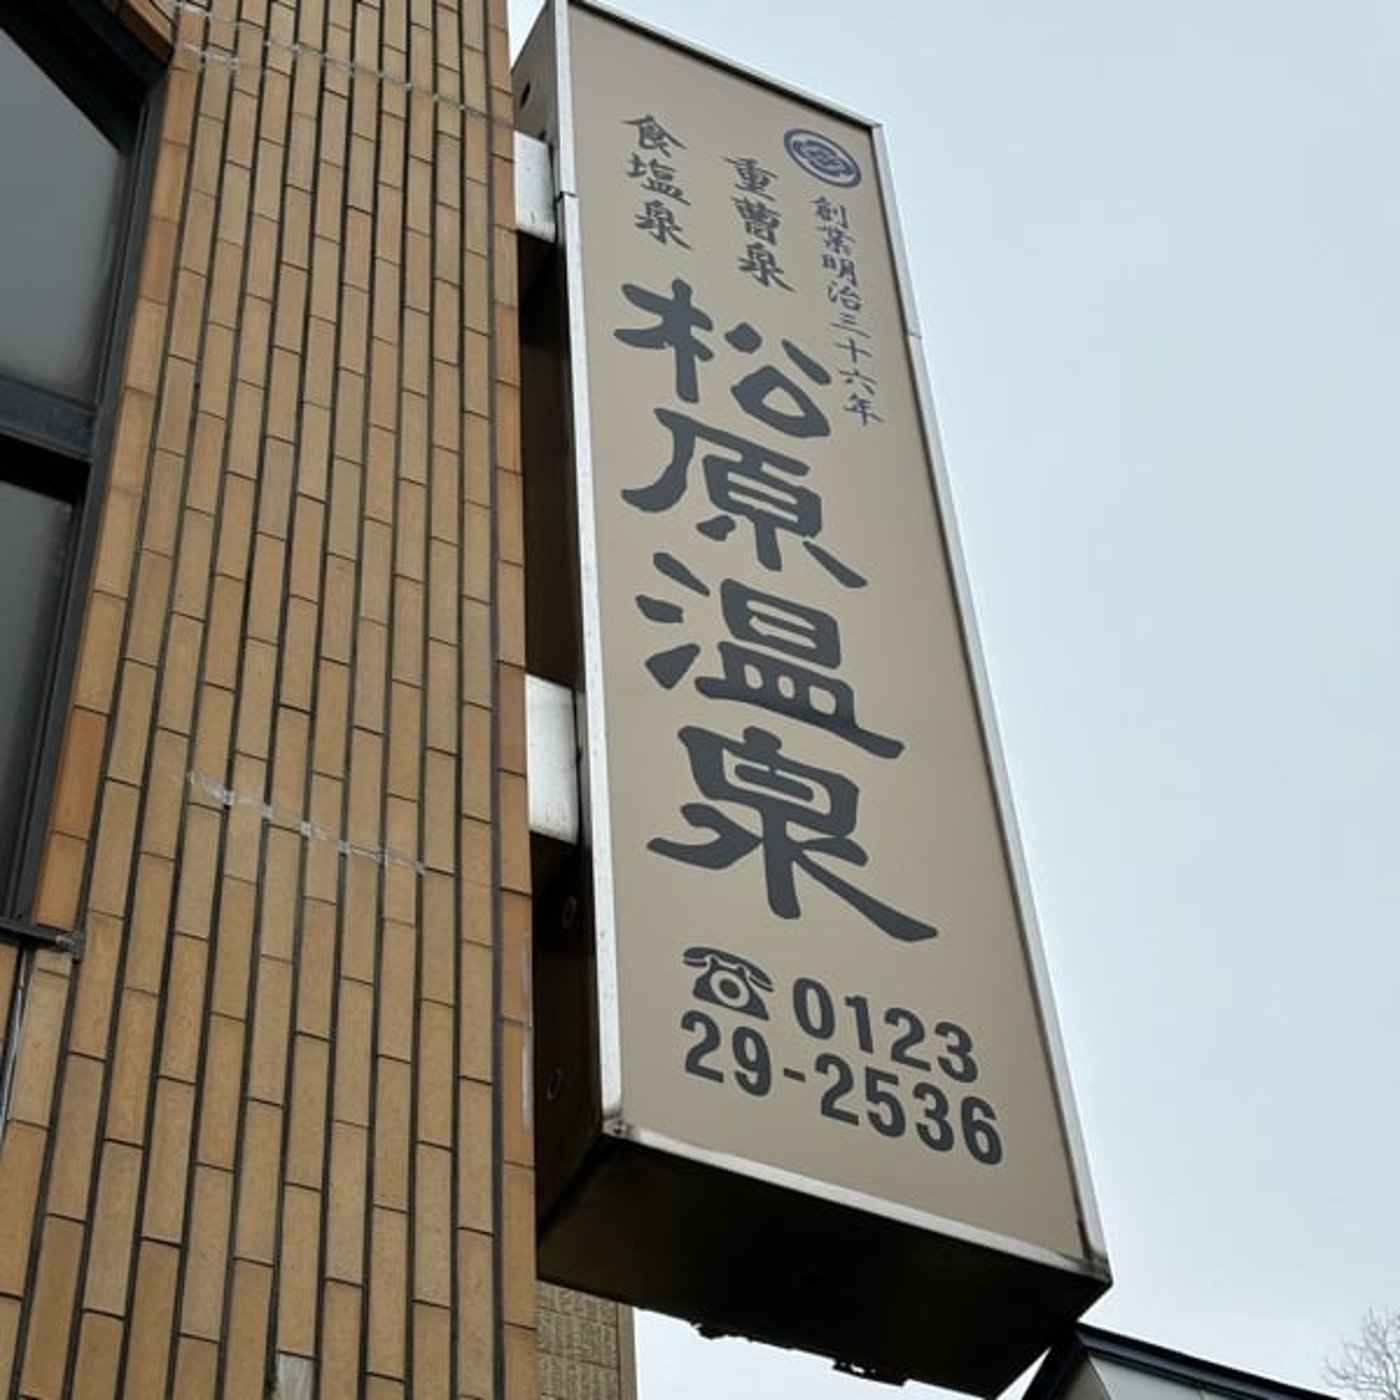 創業明治三十六年
重曹泉
食塩泉
松原温泉
0123
29-2536